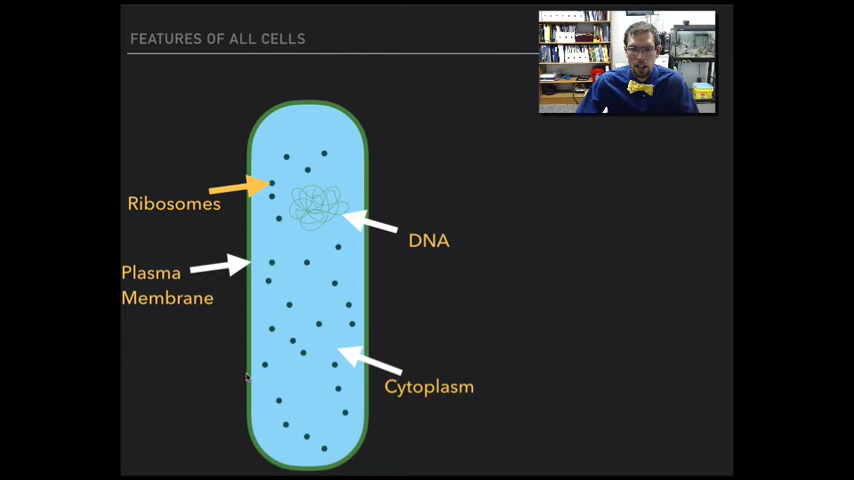 FEATURES OF ALL CELLS
Ribosomes
DNA
Plasma
Membrane
Cytoplasm